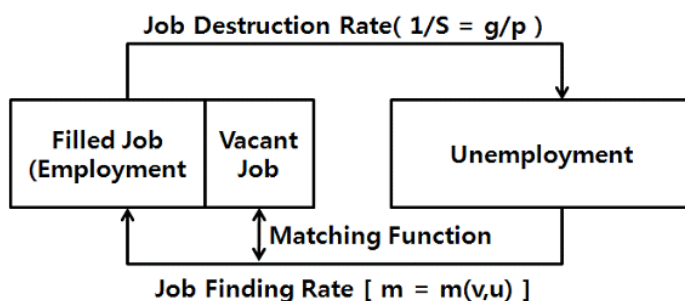 Job Destruction Rate( 1/S = g/p )
Filled Job
(Employment
Vacant
Job
Unemployment
Matching Function
Job Finding Rate [ m = m(v,u) ]